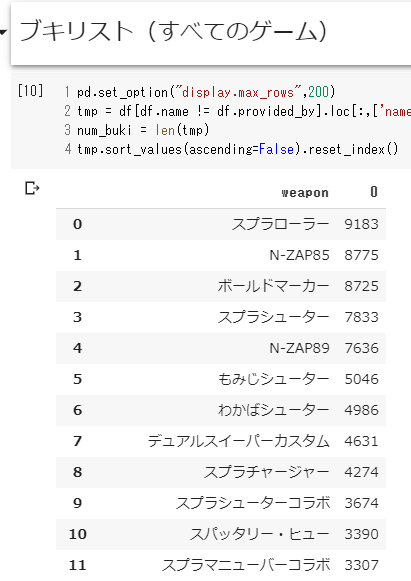 ブキリスト（すべてのゲーム）
[10]
1 pd.set_option("display.max_rows",200)
2 tmp = df[df.name != df.provided_by].loc[:,['name
3 num_buki = len(tmp)
4 tmp.sort_values(ascending=False).reset_index()
weapon 0
0 スプラローラー 9183
1 N-ZAP85 8775
2 ボールドマーカー 8725
3 スプラシューター 7833
4 N-ZAP89 7636
5 もみじシューター 5046
6 わかばシューター 4986
7 デュアルスイーパーカスタム 4631
8 スプラチャージャー 4274
9 スプラシューターコラボ 3674
10 スパッタリー・ヒュー 3390
11 スプラマニューバーコラボ 3307